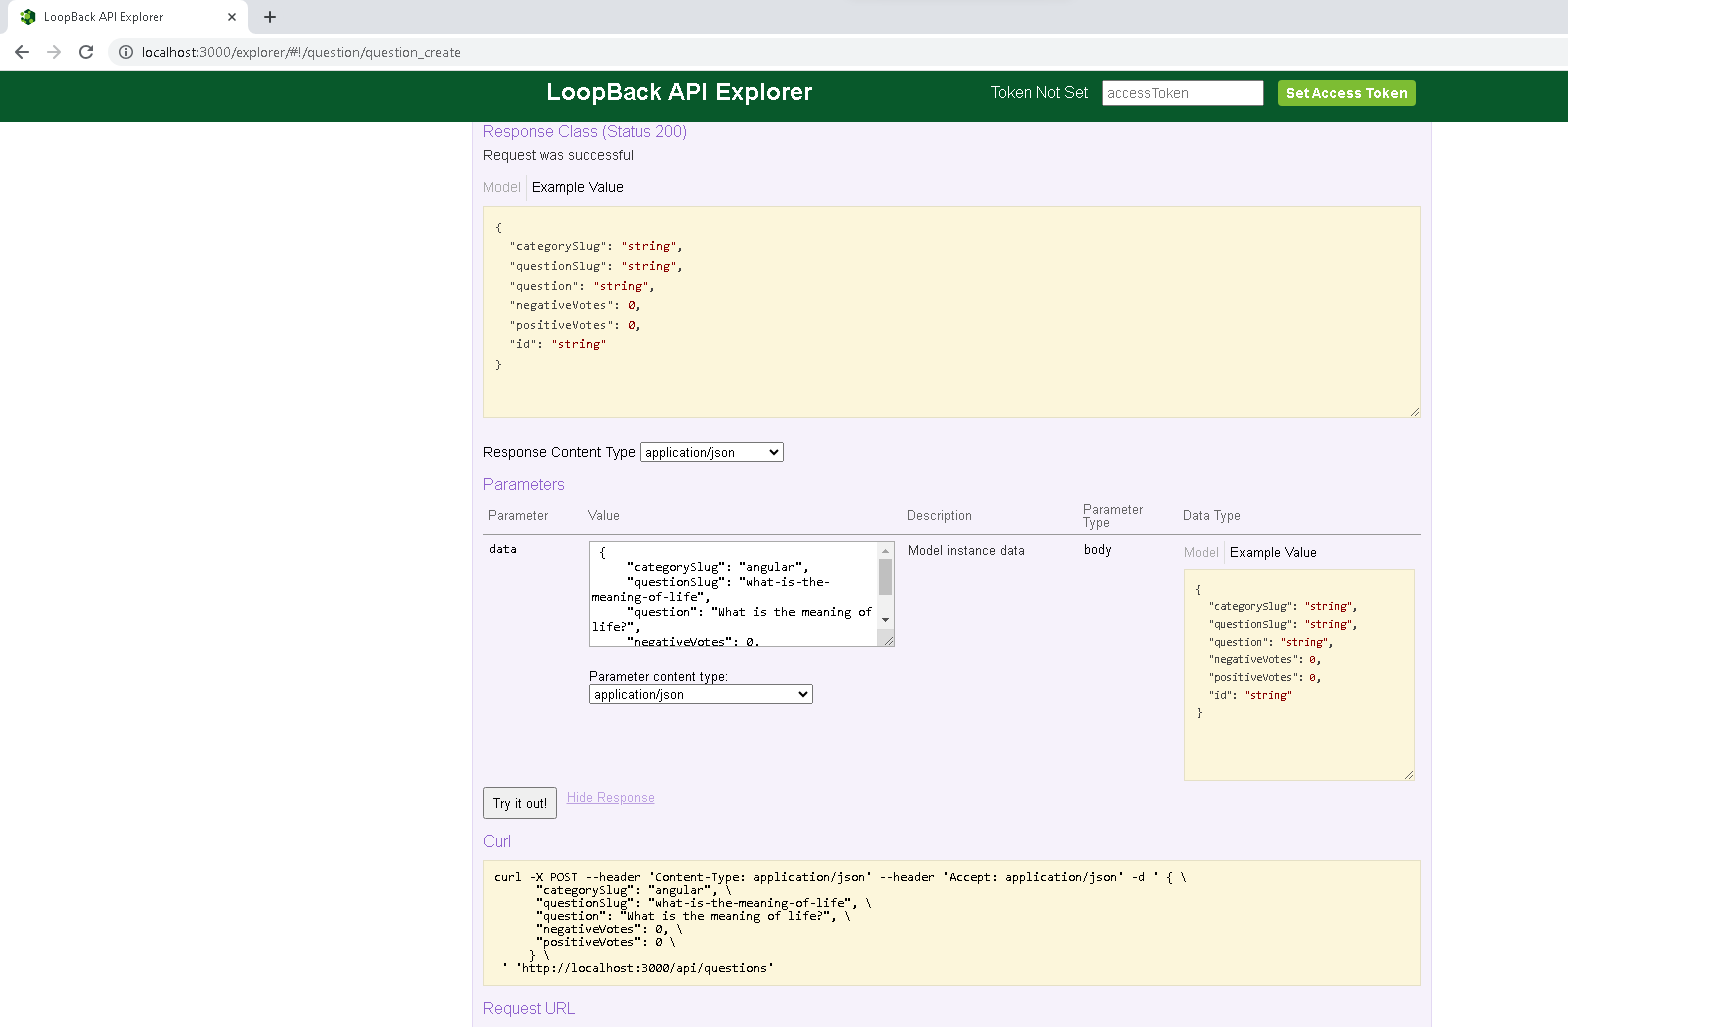 LoopBack API Explorer
localhost:3000/explorer/#!/question/question_create
LoopBack API Explorer
Token Not Set
accessToken
Set Access Token
Response Class (Status 200)
Request was successful
Model
Example Value
{
"categorySlug": "string",
"questionSlug": "string",
"question": "string",
"negativeVotes": 0,
"positiveVotes": 0,
"id": "string"
}
Response Content Type application/json
Parameters
Parameter Value Description Parameter Type Data Type
data
{
"categorySlug": "angular",
"questionSlug": "what-is-the-
meaning-of-life",
"question": "What is the meaning of
life?",
"negativeVotes": 0,
Parameter content type:
application/json
Model instance data
body
Model
Example Value
{
"categorySlug": "string",
"questionSlug": "string",
"question": "string",
"negativeVotes": 0,
"positiveVotes": 0,
"id": "string"
}
Try it out!
Hide Response
Curl
curl -X POST --header 'Content-Type: application/json' --header 'Accept: application/json' -d ' { \
"categorySlug": "angular", \
"questionSlug": "what-is-the-meaning-of-life", \
"question": "What is the meaning of life?", \
"negativeVotes": 0, \
"positiveVotes": 0 \
} \
' 'http://localhost:3000/api/questions'
Request URL